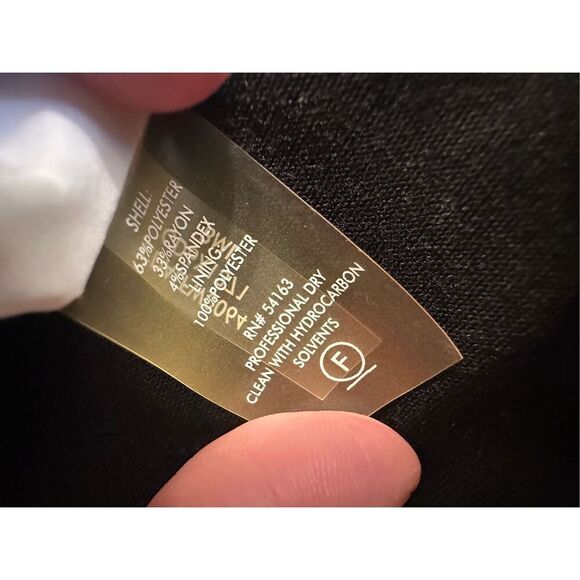 SHELL:
63%POLYESTER
33%RAYON
4%SPANDEX
LINING:
100%POLYESTER
RN# 54163
PROFESSIONAL DRY
CLEAN WITH HYDROCARBON
SOLVENTS
F